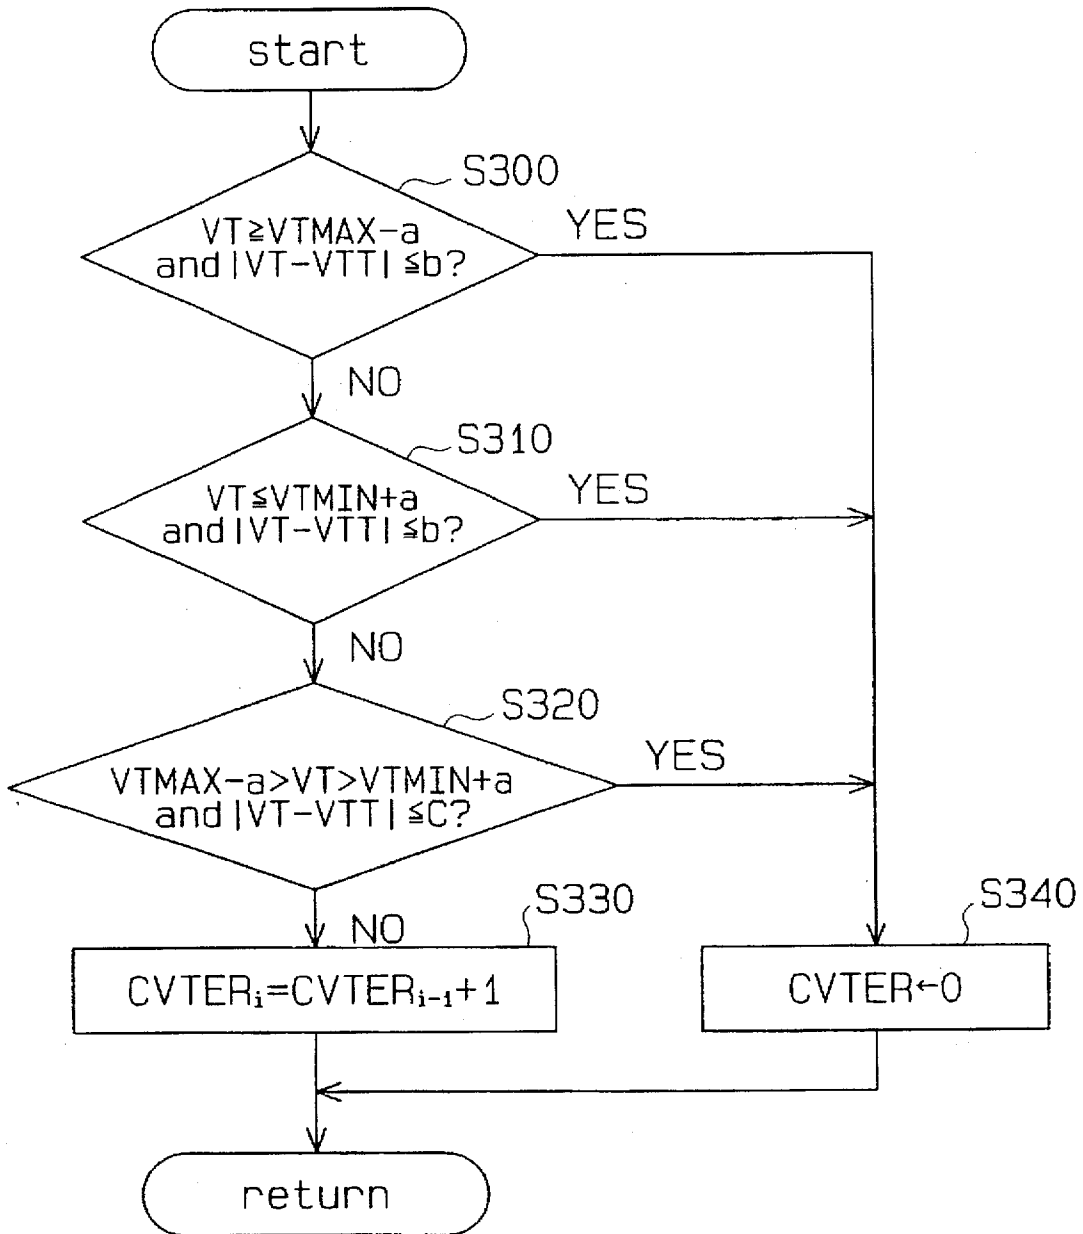 start
S300
VT≧VTMAX-a
and |VT-VTT| ≦b?
YES
NO
S310
VT≦VTMIN+a
and |VT-VTT| ≦b?
YES
NO
S320
VTMAX-a>VT>VTMIN+a
and |VT-VTT| ≦C?
YES
NO
S330
CVTERi=CVTERi-1+1
S340
CVTER←0
return